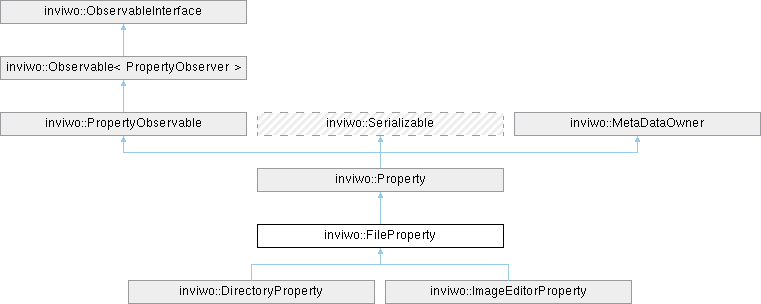 inviwo::ObservableInterface
inviwo::Observable< PropertyObserver >
inviwo::PropertyObservable
inviwo::Serializable
inviwo::MetaDataOwner
inviwo::Property
inviwo::FileProperty
inviwo::DirectoryProperty
inviwo::ImageEditorProperty